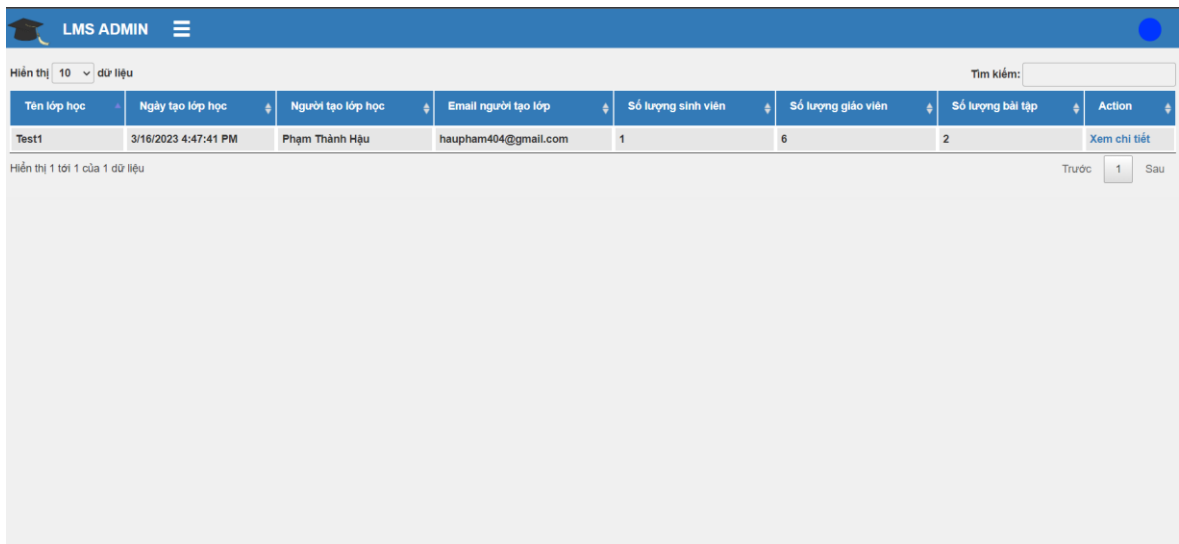 LMS ADMIN
Hiển thị 10 dữ liệu
Tìm kiếm:
Tên lớp học Ngày tạo lớp học Người tạo lớp học Email người tạo lớp Số lượng sinh viên Số lượng giáo viên Số lượng bài tập Action
Test1 3/16/2023 4:47:41 PM Phạm Thành Hậu haupham404@gmail.com 1 6 2 Xem chi tiết
Hiển thị 1 tới 1 của 1 dữ liệu
Trước 1 Sau